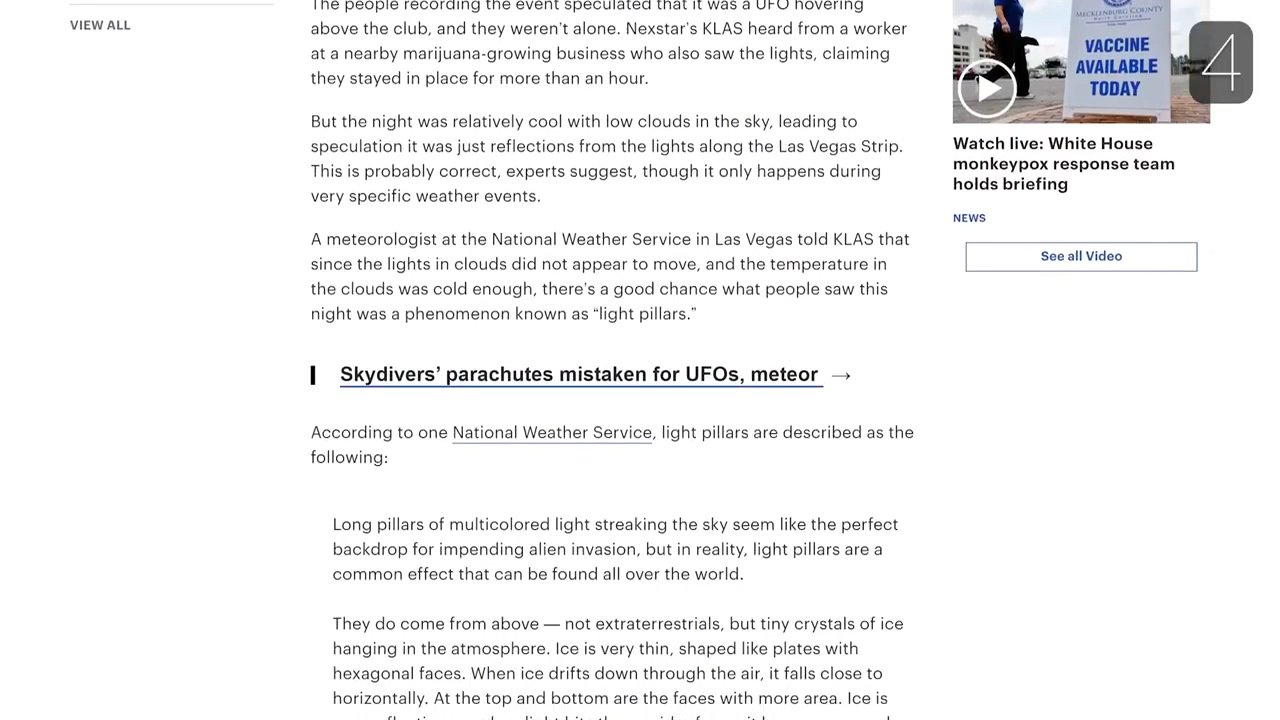 VIEW ALL
The people recording the event speculated that it was a UFO hovering
above the club, and they weren't alone. Nexstar's KLAS heard from a worker
at a nearby marijuana-growing business who also saw the lights, claiming
they stayed in place for more than an hour.
But the night was relatively cool with low clouds in the sky, leading to
speculation it was just reflections from the lights along the Las Vegas Strip.
This is probably correct, experts suggest, though it only happens during
very specific weather events.
A meteorologist at the National Weather Service in Las Vegas told KLAS that
since the lights in clouds did not appear to move, and the temperature in
the clouds was cold enough, there's a good chance what people saw this
night was a phenomenon known as “light pillars.”
Skydivers’ parachutes mistaken for UFOs, meteor →
According to one National Weather Service, light pillars are described as the
following:
Long pillars of multicolored light streaking the sky seem like the perfect
backdrop for impending alien invasion, but in reality, light pillars are a
common effect that can be found all over the world.
They do come from above — not extraterrestrials, but tiny crystals of ice
hanging in the atmosphere. Ice is very thin, shaped like plates with
hexagonal faces. When ice drifts down through the air, it falls close to
horizontally. At the top and bottom are the faces with more area. Ice is
MECKLENBURG COUNTY
VACCINE
AVAILABLE
TODAY
4
Watch live: White House
monkeypox response team
holds briefing
NEWS
See all Video